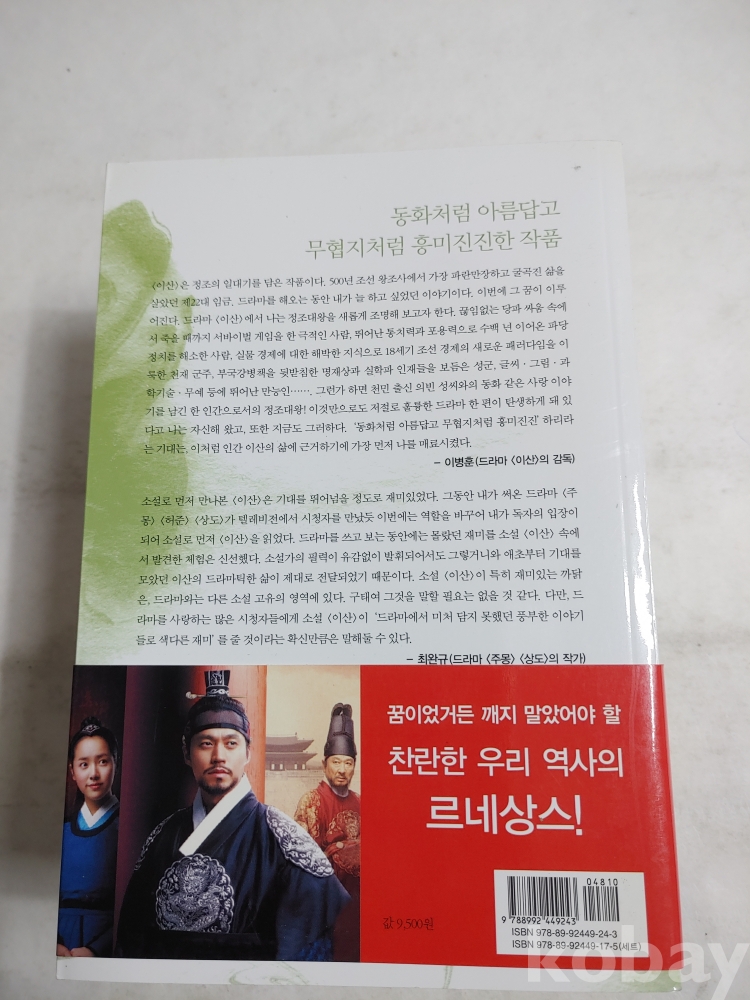 동화처럼 아름답고
무협지처럼 흥미진진한 작품
〈이산〉은 정조의 일대기를 담은 작품이다. 500년 조선 왕조사에서 가장 파란만장하고 굴곡진 삶을
살았던 제22대 임금, 드라마를 해오는 동안 내가 늘 하고 싶었던 이야기이다. 이번에 그 꿈이 이루
어진다. 드라마 〈이산〉에서 나는 정조대왕을 새롭게 조명해 보고자 한다. 끊임없는 당파 싸움 속에
서 죽을 때까지 서바이벌 게임을 한 극적인 사람, 뛰어난 통치력과 포용력으로 수백 년 이어온 파당
정치를 해소한 사람, 실물 경제에 대한 해박한 지식으로 18세기 조선 경제의 새로운 패러다임을 이
룩한 천재 군주, 부국강병책을 뒷받침한 명재상과 실학파 인재들을 보듬은 성군, 글씨·그림·과
학기술·무예 등에 뛰어난 만능인……. 그런가 하면 천민 출신 의빈 성씨와의 동화 같은 사랑 이야
기를 남긴 한 인간으로서의 정조대왕! 이것만으로도 저절로 훌륭한 드라마 한 편이 탄생하게 돼 있
다고 나는 자신해 왔고, 또한 지금도 그러하다. '동화처럼 아름답고 무협지처럼 흥미진진' 하리라
는 기대는, 이처럼 인간 이산의 삶에 근거하기에 가장 먼저 나를 매료시켰다.
– 이병훈(드라마 〈이산〉의 감독)
소설로 먼저 만나본 〈이산〉은 기대를 뛰어넘을 정도로 재미있었다. 그동안 내가 써온 드라마 〈주
몽〉 〈허준〉 〈상도〉가 텔레비전에서 시청자를 만났듯 이번에는 역할을 바꾸어 내가 독자의 입장이
되어 소설로 먼저 〈이산〉을 읽었다. 드라마를 쓰고 보는 동안에는 몰랐던 재미를 소설 〈이산〉 속에
서 발견한 체험은 신선했다. 소설가의 필력이 유감없이 발휘되어서도 그렇거니와 애초부터 기대를
모았던 이산의 드라마틱한 삶이 제대로 전달되었기 때문이다. 소설 〈이산〉이 특히 재미있는 까닭
은, 드라마와는 다른 소설 고유의 영역에 있다. 구태여 그것을 말할 필요는 없을 것 같다. 다만, 드
라마를 사랑하는 많은 시청자들에게 소설 〈이산〉이 '드라마에서 미처 담지 못했던 풍부한 이야기
들로 색다른 재미' 를 줄 것이라는 확신만은 말해둘 수 있다.
– 최완규(드라마 〈주몽〉 〈상도〉의 작가)
꿈이었거든 깨지 말았어야 할
찬란한 우리 역사의
르네상스!
값 9,500원
04810
9 788992 449243
ISBN 978-89-92449-24-3
ISBN 978-89-92449-17-5(세트)
kobay